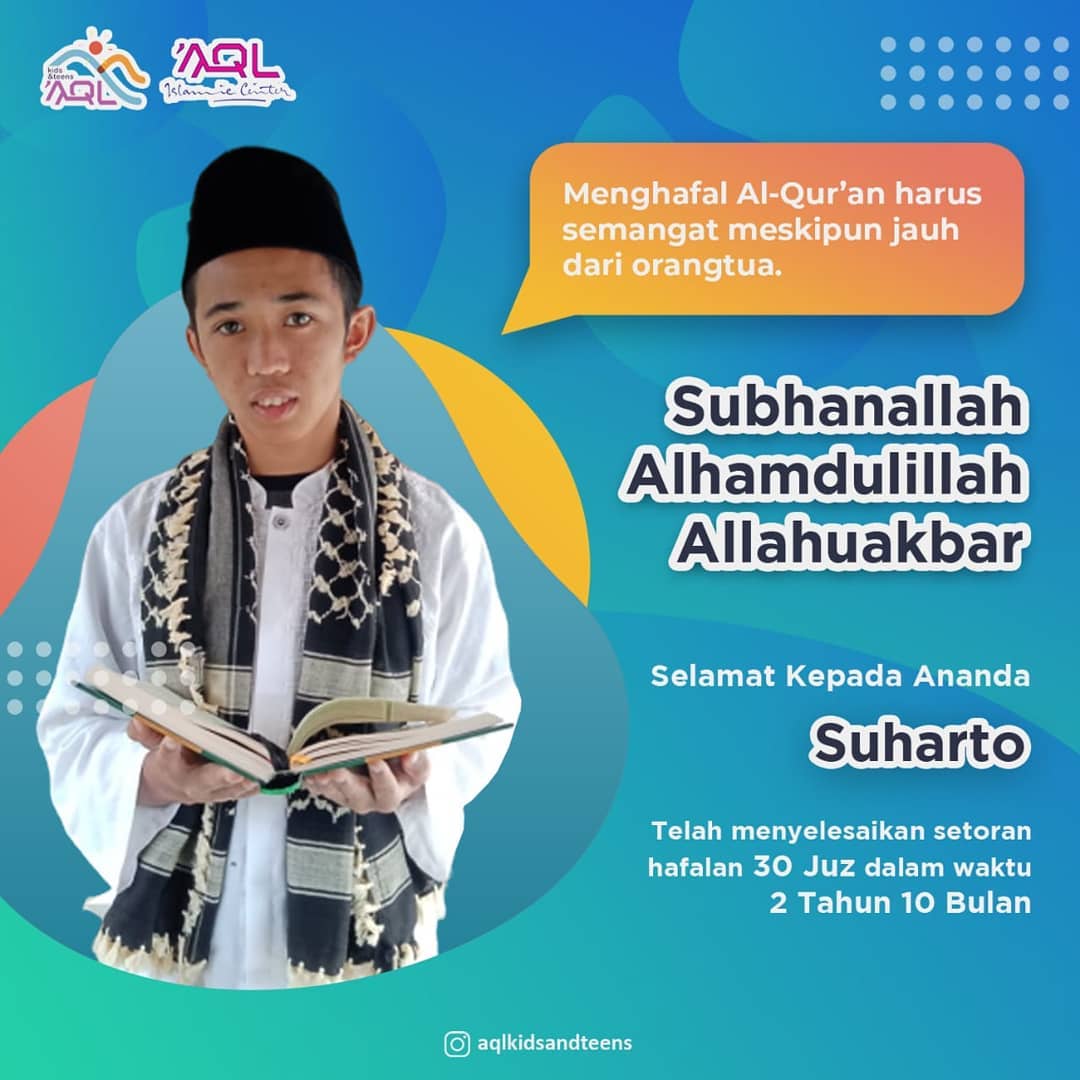 kids
&teens
'AQL
'AQL
Islamic Center
Menghafal Al-Qur’an harus
semangat meskipun jauh
dari orangtua.
Subhanallah
Alhamdulillah
Allahuakbar
Selamat Kepada Ananda
Suharto
Telah menyelesaikan setoran
hafalan 30 Juz dalam waktu
2 Tahun 10 Bulan
aqlkidsandteens